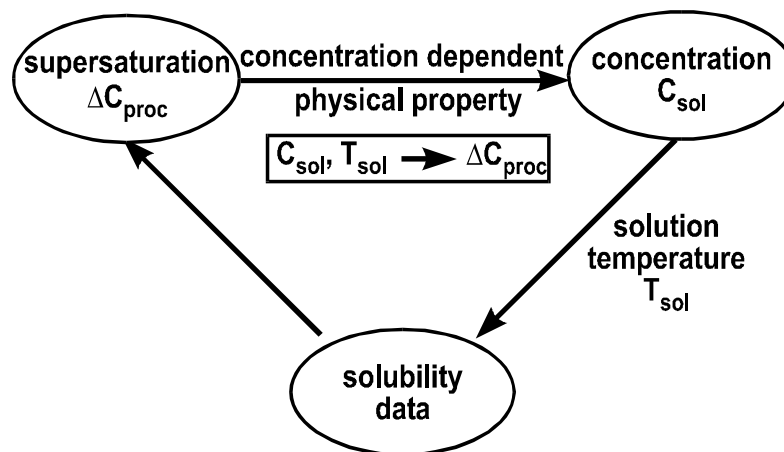 supersaturation
ΔC_proc
concentration dependent
physical property
C_sol, T_sol → ΔC_proc
concentration
C_sol
solution
temperature
T_sol
solubility
data